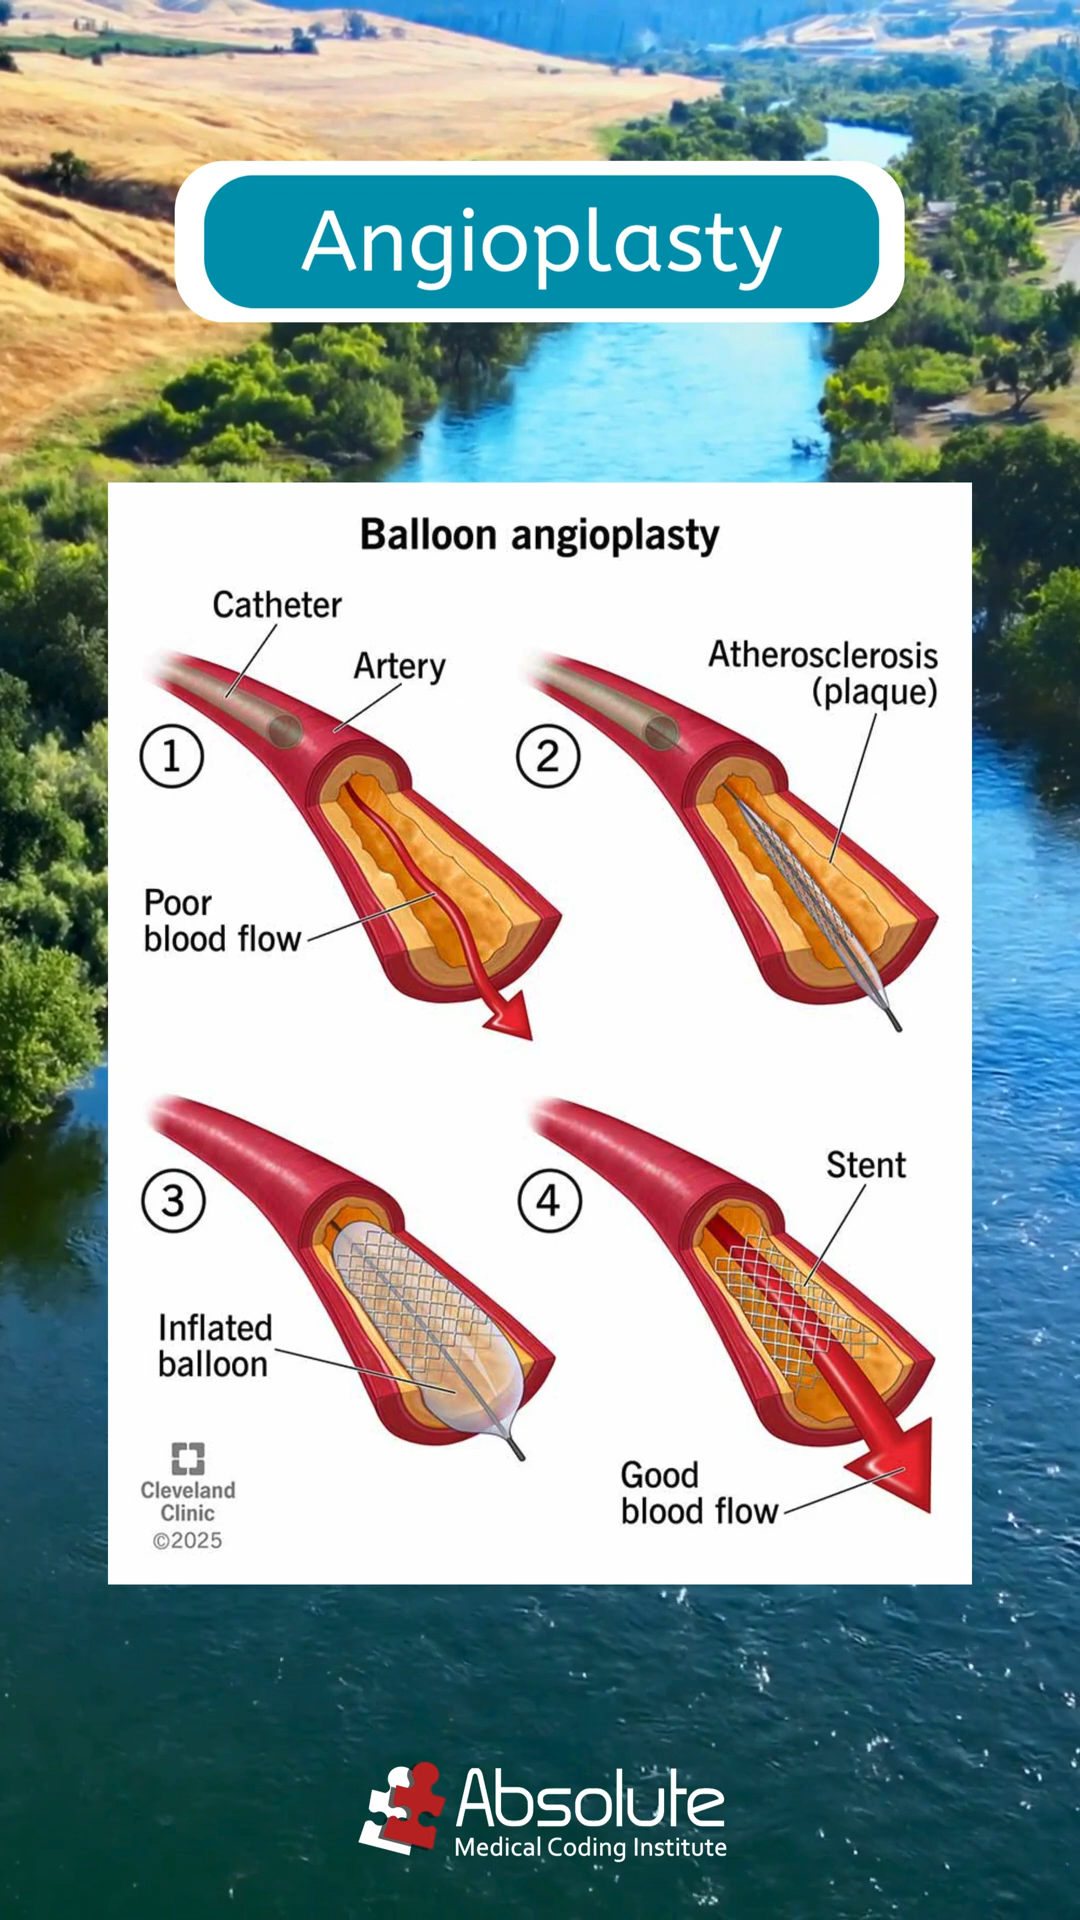 Angioplasty
Balloon angioplasty
Catheter
Artery
1
Poor
blood flow
2
Atherosclerosis
(plaque)
3
Inflated
balloon
4
Stent
Good
blood flow
Cleveland
Clinic
©2025
Absolute
Medical Coding Institute